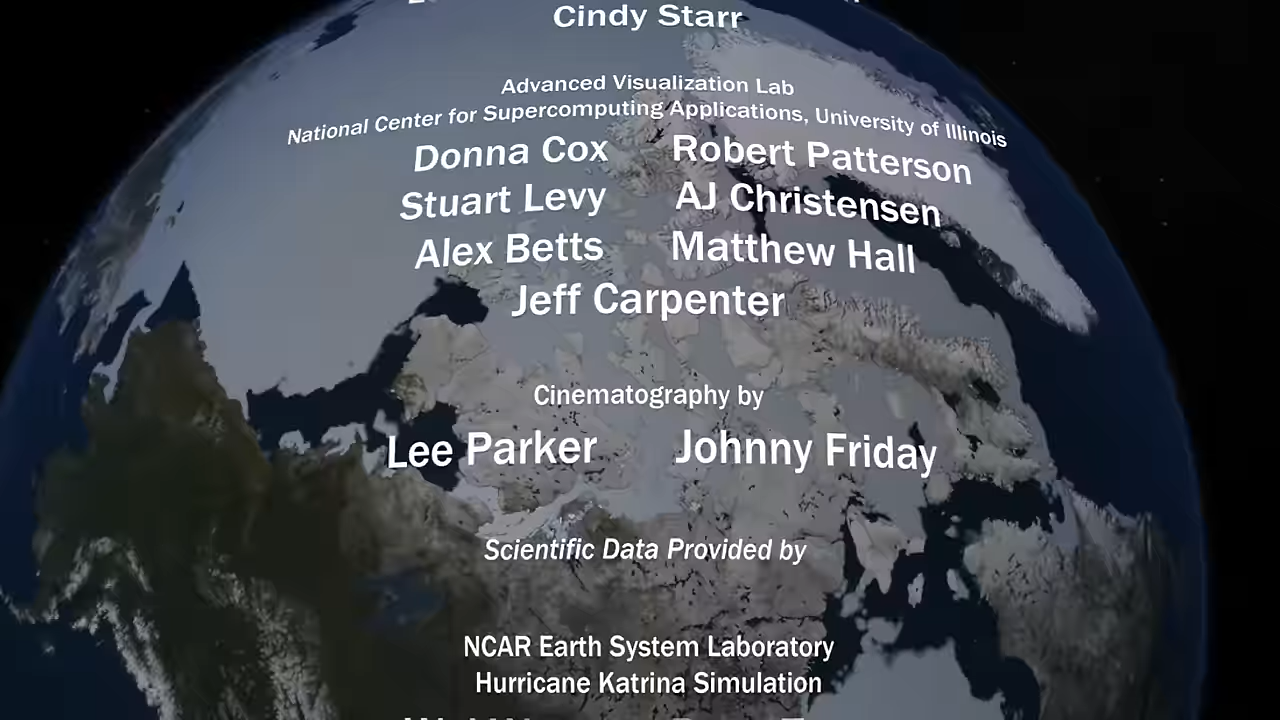 Cindy Starr
Advanced Visualization Lab
National Center for Supercomputing Applications, University of Illinois
Donna Cox Robert Patterson
Stuart Levy AJ Christensen
Alex Betts Matthew Hall
Jeff Carpenter
Cinematography by
Lee Parker Johnny Friday
Scientific Data Provided by
NCAR Earth System Laboratory
Hurricane Katrina Simulation